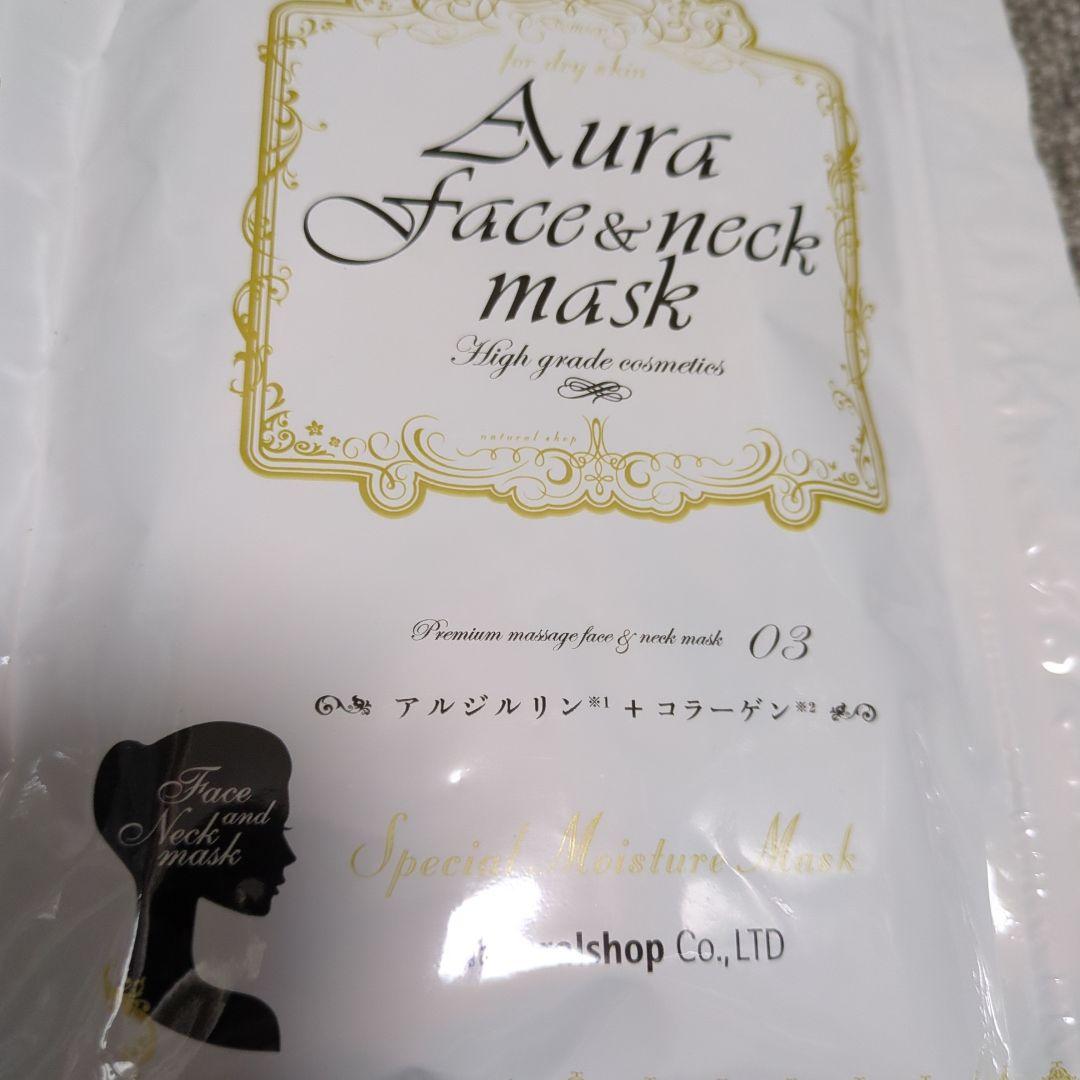 for dry skin
Aura
face & neck
mask
High grade cosmetics
natural shop
Premium massage face & neck mask 03
アルジルリン※1 + コラーゲン※2
Face
and
Neck
mask
Special Moisture Mask
Co.,LTD